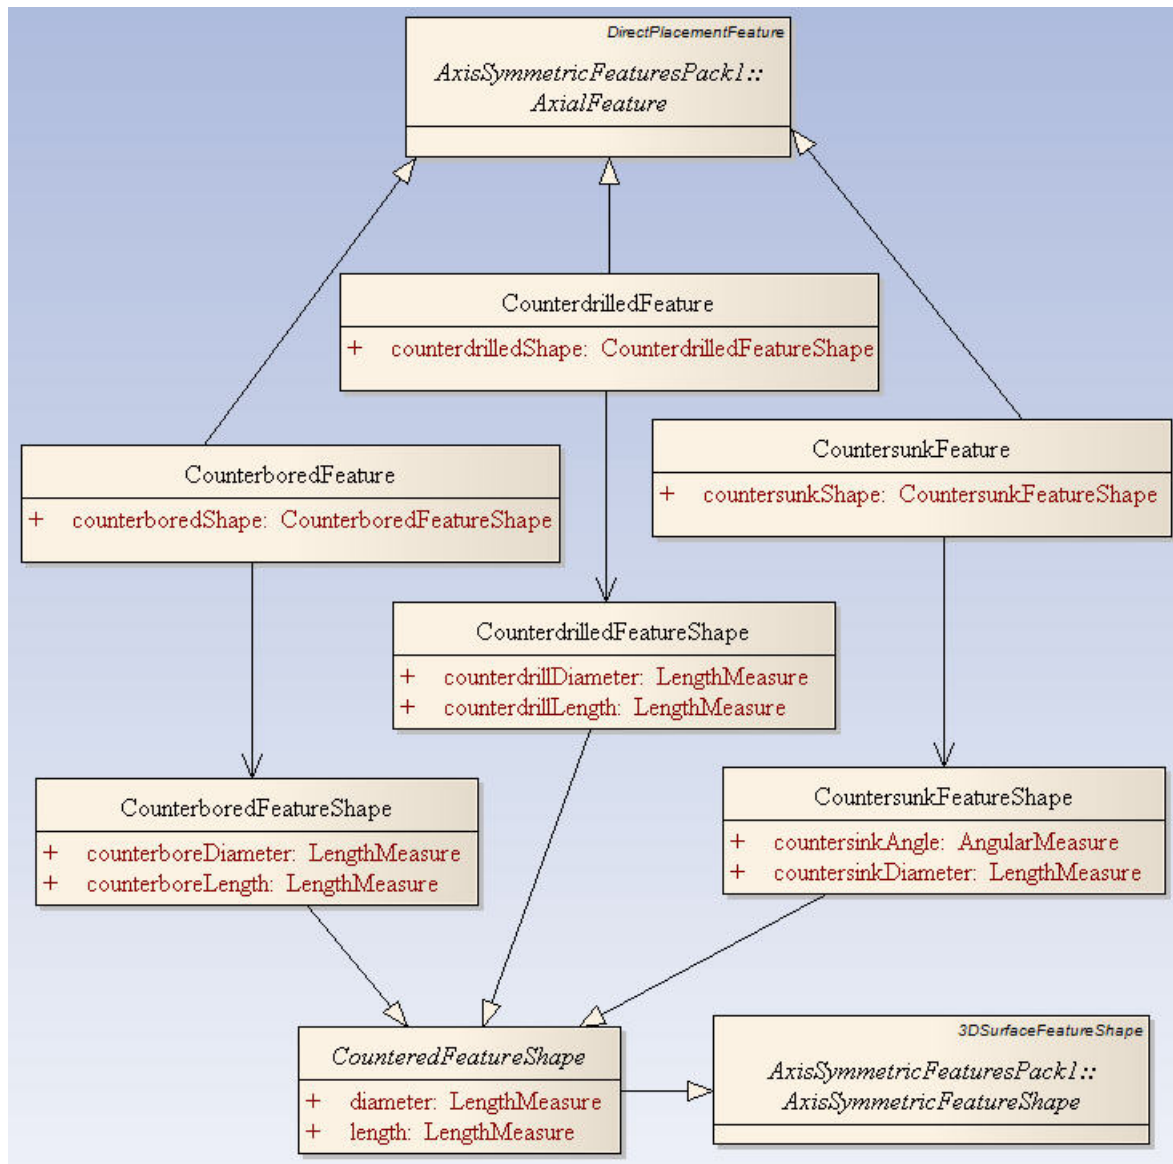 DirectPlacementFeature
AxisSymmetricFeaturesPack1::
AxialFeature
CounterdrilledFeature
+ counterdrilledShape: CounterdrilledFeatureShape
CounterboredFeature
+ counterboredShape: CounterboredFeatureShape
CountersunkFeature
+ countersunkShape: CountersunkFeatureShape
CounterdrilledFeatureShape
+ counterdrillDiameter: LengthMeasure
+ counterdrillLength: LengthMeasure
CounterboredFeatureShape
+ counterboreDiameter: LengthMeasure
+ counterboreLength: LengthMeasure
CountersunkFeatureShape
+ countersinkAngle: AngularMeasure
+ countersinkDiameter: LengthMeasure
CounteredFeatureShape
+ diameter: LengthMeasure
+ length: LengthMeasure
3DSurfaceFeatureShape
AxisSymmetricFeaturesPack1::
AxisSymmetricFeatureShape